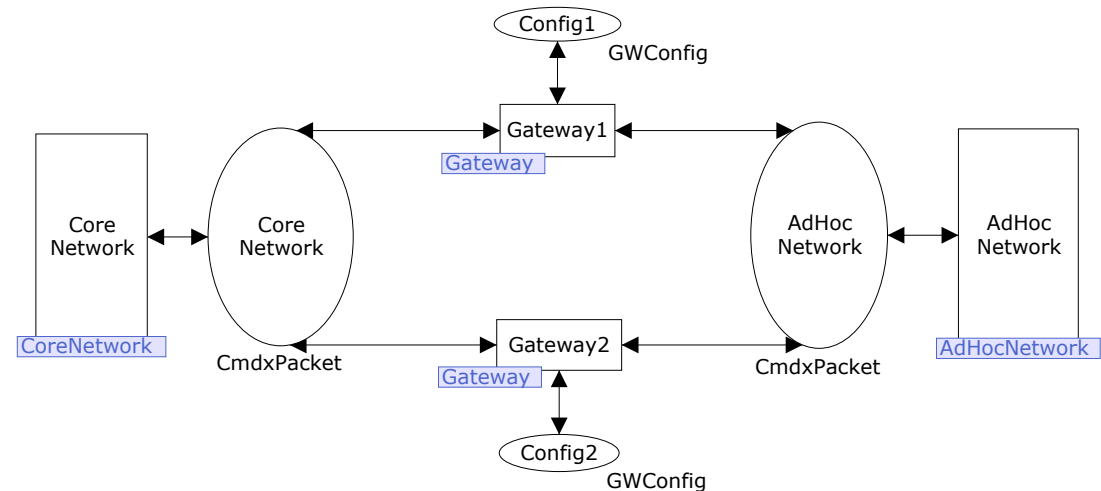 Config1
GWConfig
Gateway1
Gateway
Core
Network
CoreNetwork
Core
Network
CmdxPacket
AdHoc
Network
CmdxPacket
AdHoc
Network
AdHocNetwork
Gateway2
Gateway
Config2
GWConfig